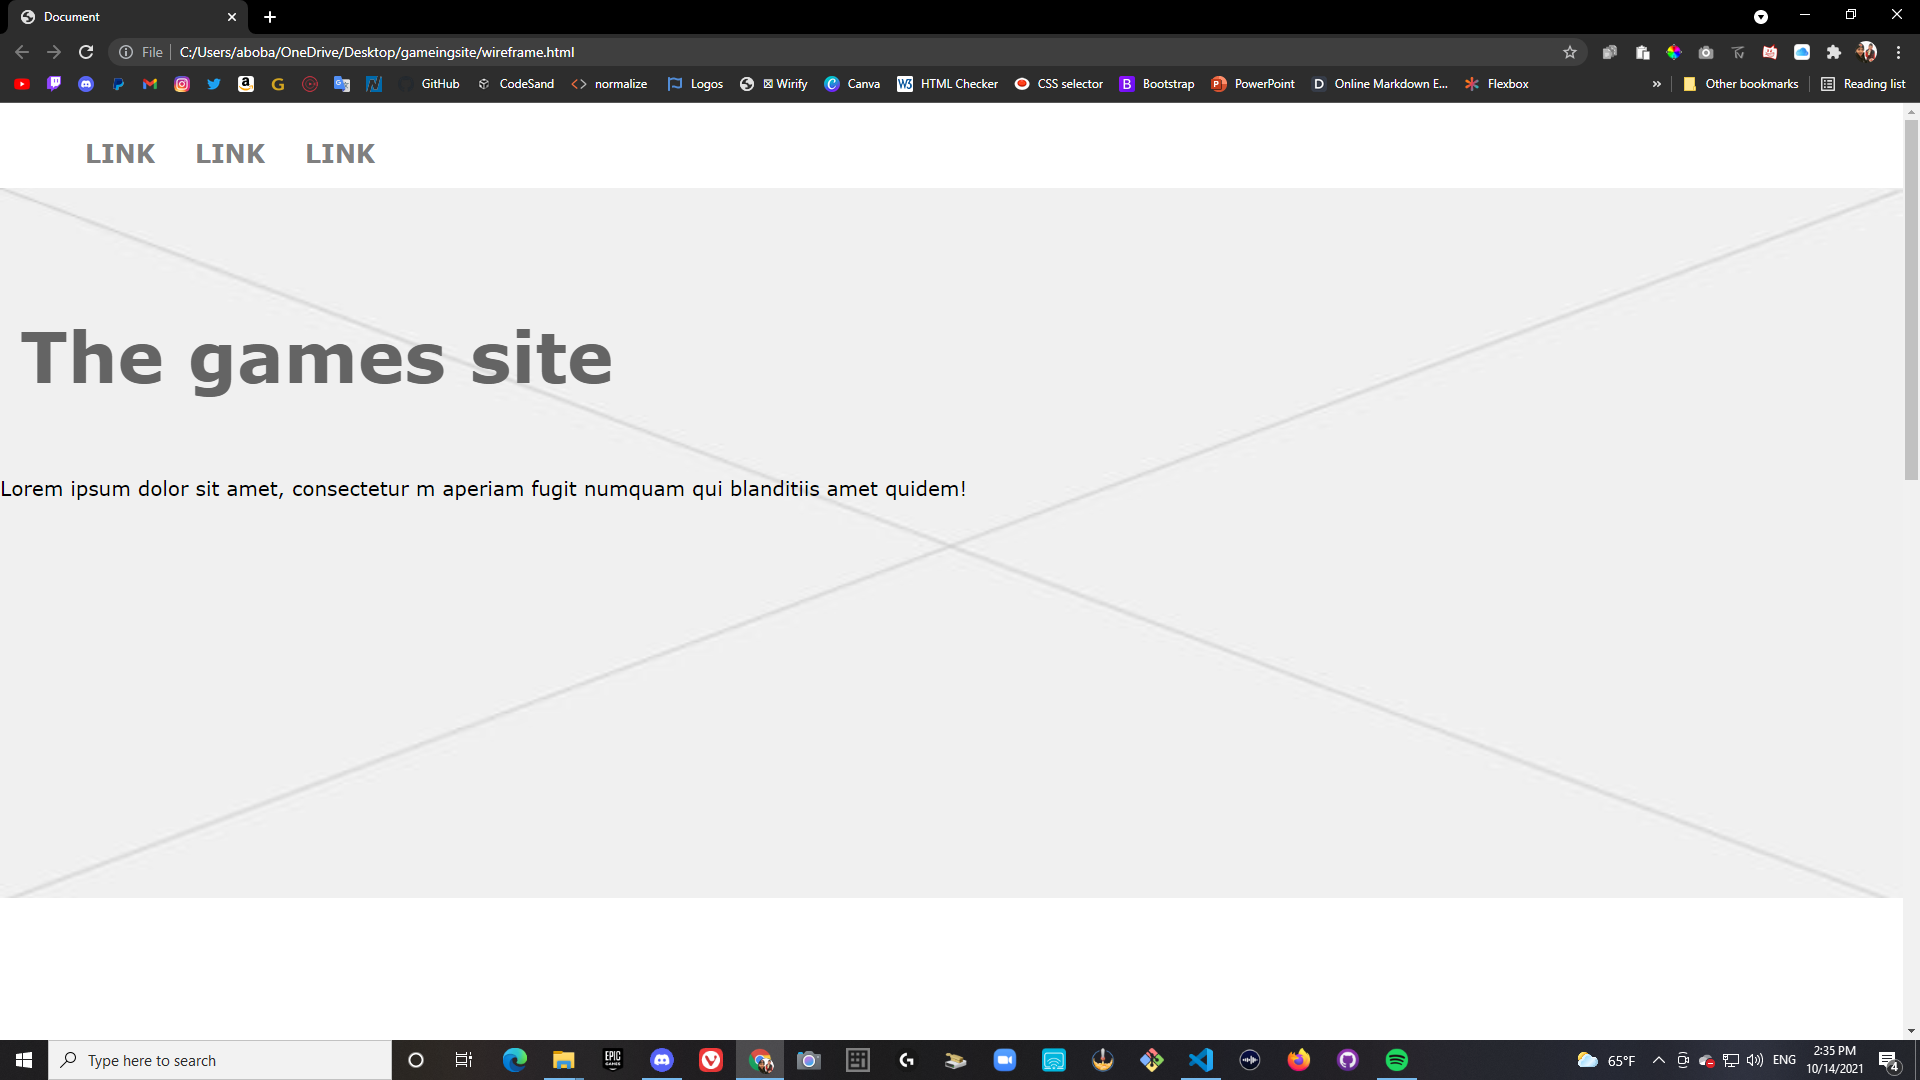 Document
File C:/Users/aboba/OneDrive/Desktop/gameingsite/wireframe.html
GitHub CodeSand normalize Logos Wirify Canva HTML Checker CSS selector Bootstrap PowerPoint Online Markdown E... Flexbox » Other bookmarks Reading list
LINK LINK LINK
The games site
Lorem ipsum dolor sit amet, consectetur m aperiam fugit numquam qui blanditiis amet quidem!
Type here to search
EPIC GAMES
65°F ENG
2:35 PM
10/14/2021
4